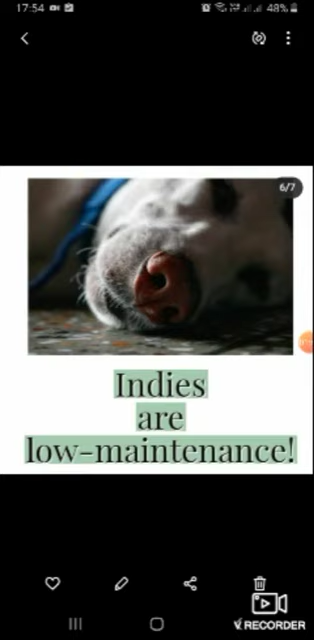 17:54
48%
6/7
Indies
are
low-maintenance!
RECORDER